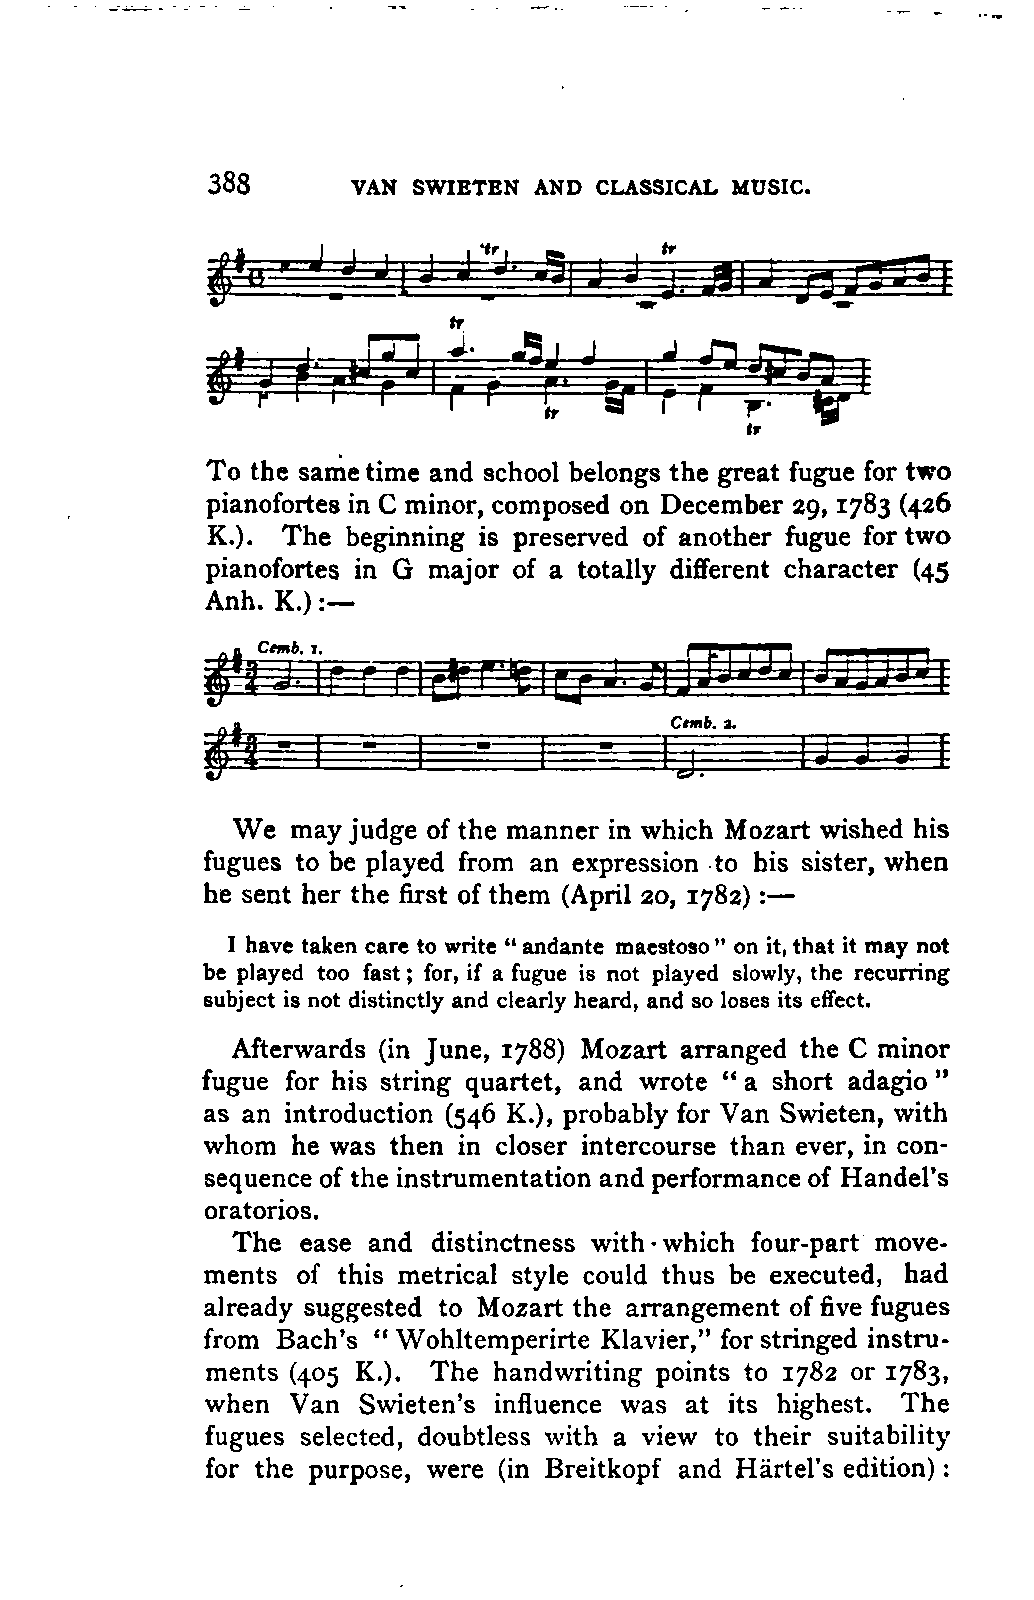 388 VAN SWIETEN AND CLASSICAL MUSIC.
tr tr
tr
tr
tr
To the same time and school belongs the great fugue for two
pianofortes in C minor, composed on December 29, 1783 (426
K.). The beginning is preserved of another fugue for two
pianofortes in G major of a totally different character (45
Anh. K.) :—
Cemb. 1.
Cemb. 2.
We may judge of the manner in which Mozart wished his
fugues to be played from an expression to his sister, when
he sent her the first of them (April 20, 1782) :—
I have taken care to write “ andante maestoso ” on it, that it may not
be played too fast ; for, if a fugue is not played slowly, the recurring
subject is not distinctly and clearly heard, and so loses its effect.
Afterwards (in June, 1788) Mozart arranged the C minor
fugue for his string quartet, and wrote “ a short adagio ”
as an introduction (546 K.), probably for Van Swieten, with
whom he was then in closer intercourse than ever, in con-
sequence of the instrumentation and performance of Handel's
oratorios.
The ease and distinctness with which four-part move-
ments of this metrical style could thus be executed, had
already suggested to Mozart the arrangement of five fugues
from Bach's “ Wohltemperirte Klavier,” for stringed instru-
ments (405 K.). The handwriting points to 1782 or 1783,
when Van Swieten's influence was at its highest. The
fugues selected, doubtless with a view to their suitability
for the purpose, were (in Breitkopf and Härtel's edition) :